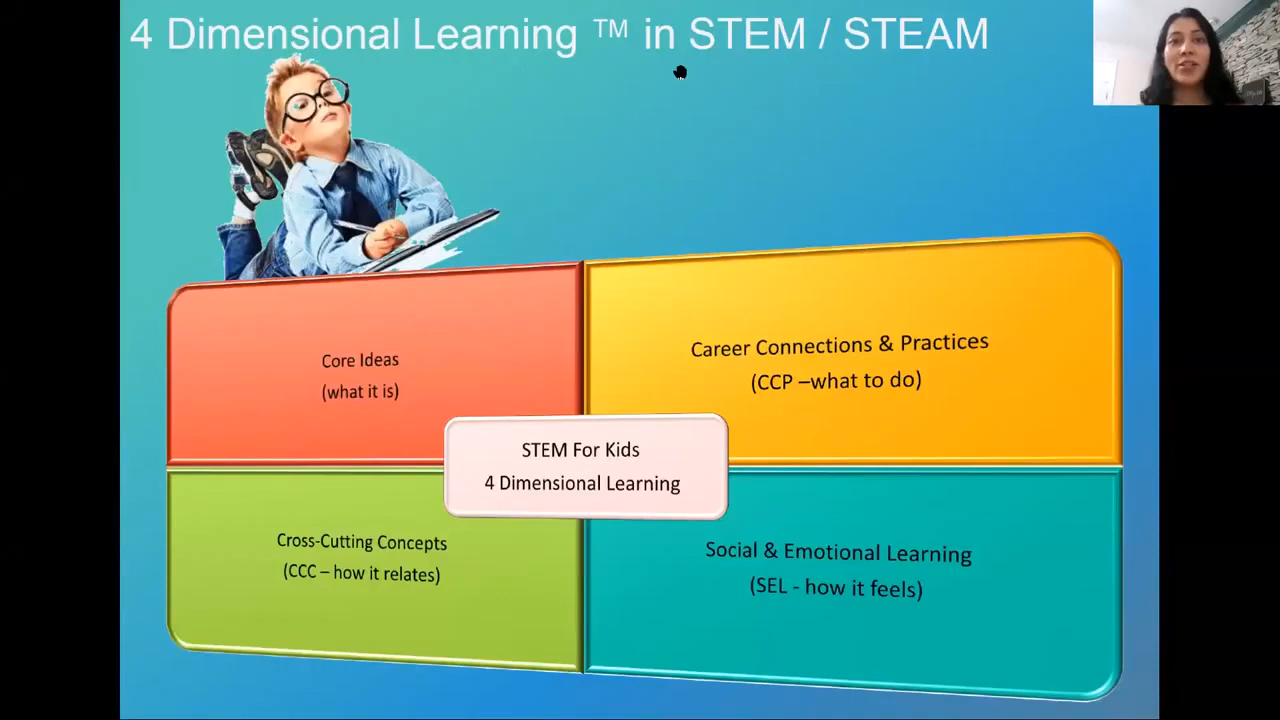 4 Dimensional Learning ™ in STEM / STEAM
Core Ideas
(what it is)
Career Connections & Practices
(CCP –what to do)
STEM For Kids
4 Dimensional Learning
Cross-Cutting Concepts
(CCC – how it relates)
Social & Emotional Learning
(SEL - how it feels)